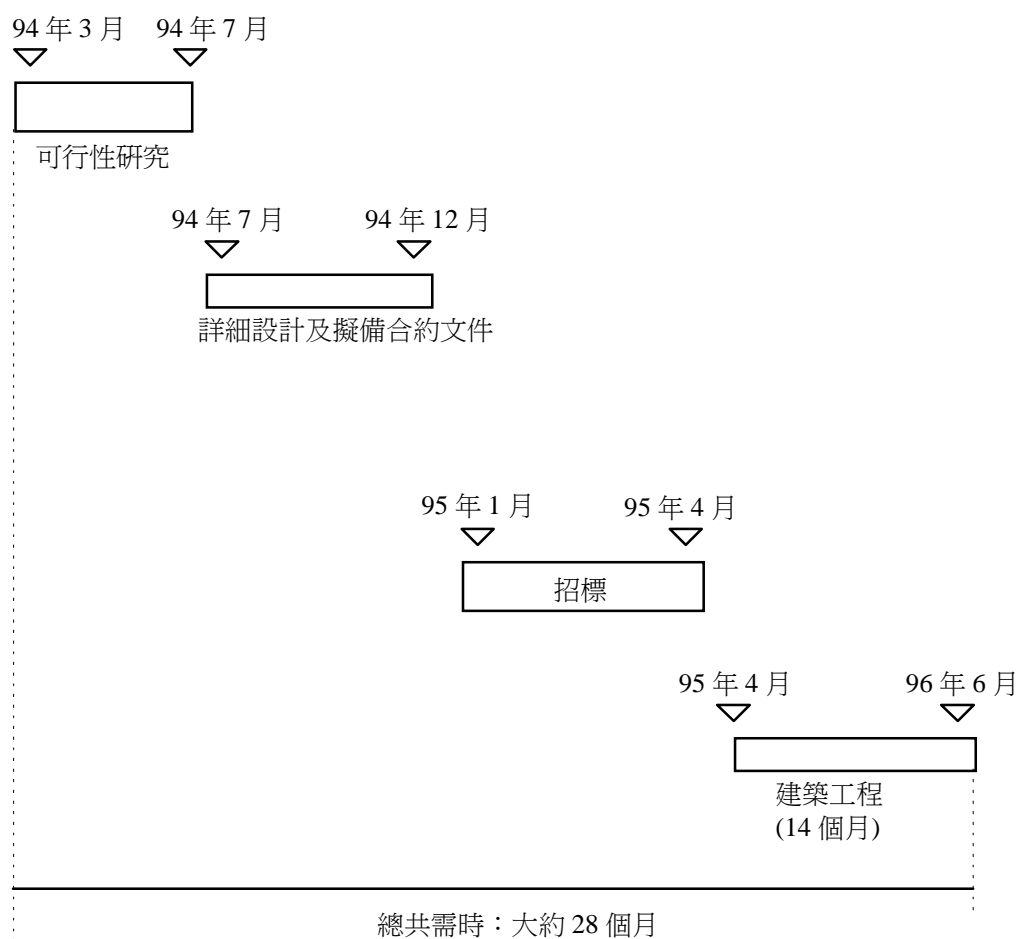 94 年 3 月 94 年 7 月
可行性研究
94 年 7 月 94 年 12 月
詳細設計及擬備合約文件
95 年 1 月 95 年 4 月
招標
95 年 4 月 96 年 6 月
建築工程
(14 個月)
總共需時：大約 28 個月